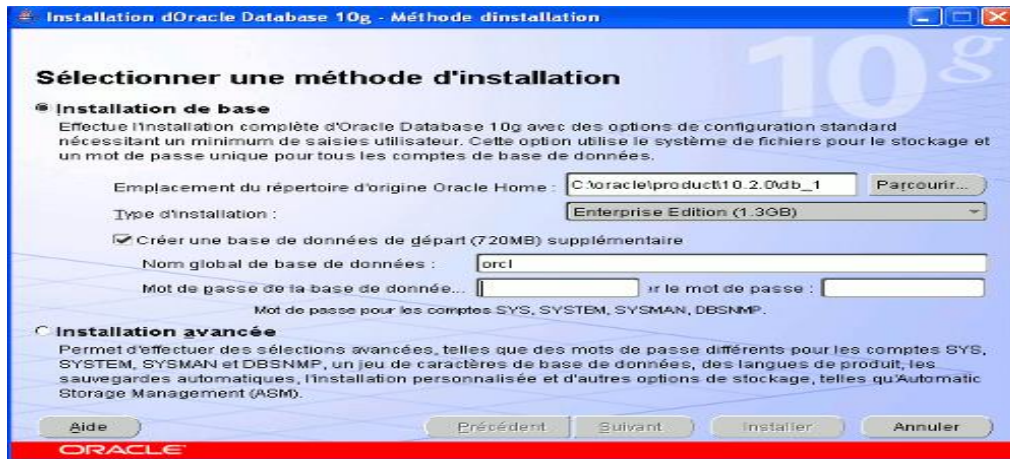 Installation dOracle Database 10g - Méthode dinstallation
10g
Sélectionner une méthode d'installation
Installation de base
Effectue l'installation complète d'Oracle Database 10g avec des options de configuration standard
nécessitant un minimum de saisies utilisateur. Cette option utilise le système de fichiers pour le stockage et
un mot de passe unique pour tous les comptes de base de données.
Emplacement du répertoire d'origine Oracle Home : C:\oracle\product\10.2.0\db_1 Parcourir...
Type d'installation : Enterprise Edition (1.3GB)
Créer une base de données de départ (720MB) supplémentaire
Nom global de base de données : orcl
Mot de passe de la base de donnée... r le mot de passe :
Mot de passe pour les comptes SYS, SYSTEM, SYSMAN, DBSNMP.
Installation avancée
Permet d'effectuer des sélections avancées, telles que des mots de passe différents pour les comptes SYS,
SYSTEM, SYSMAN et DBSNMP, un jeu de caractères de base de données, des langues de produit, les
sauvegardes automatiques, l'installation personnalisée et d'autres options de stockage, telles qu'Automatic
Storage Management (ASM).
Aide Précédent Suivant Installer Annuler
ORACLE